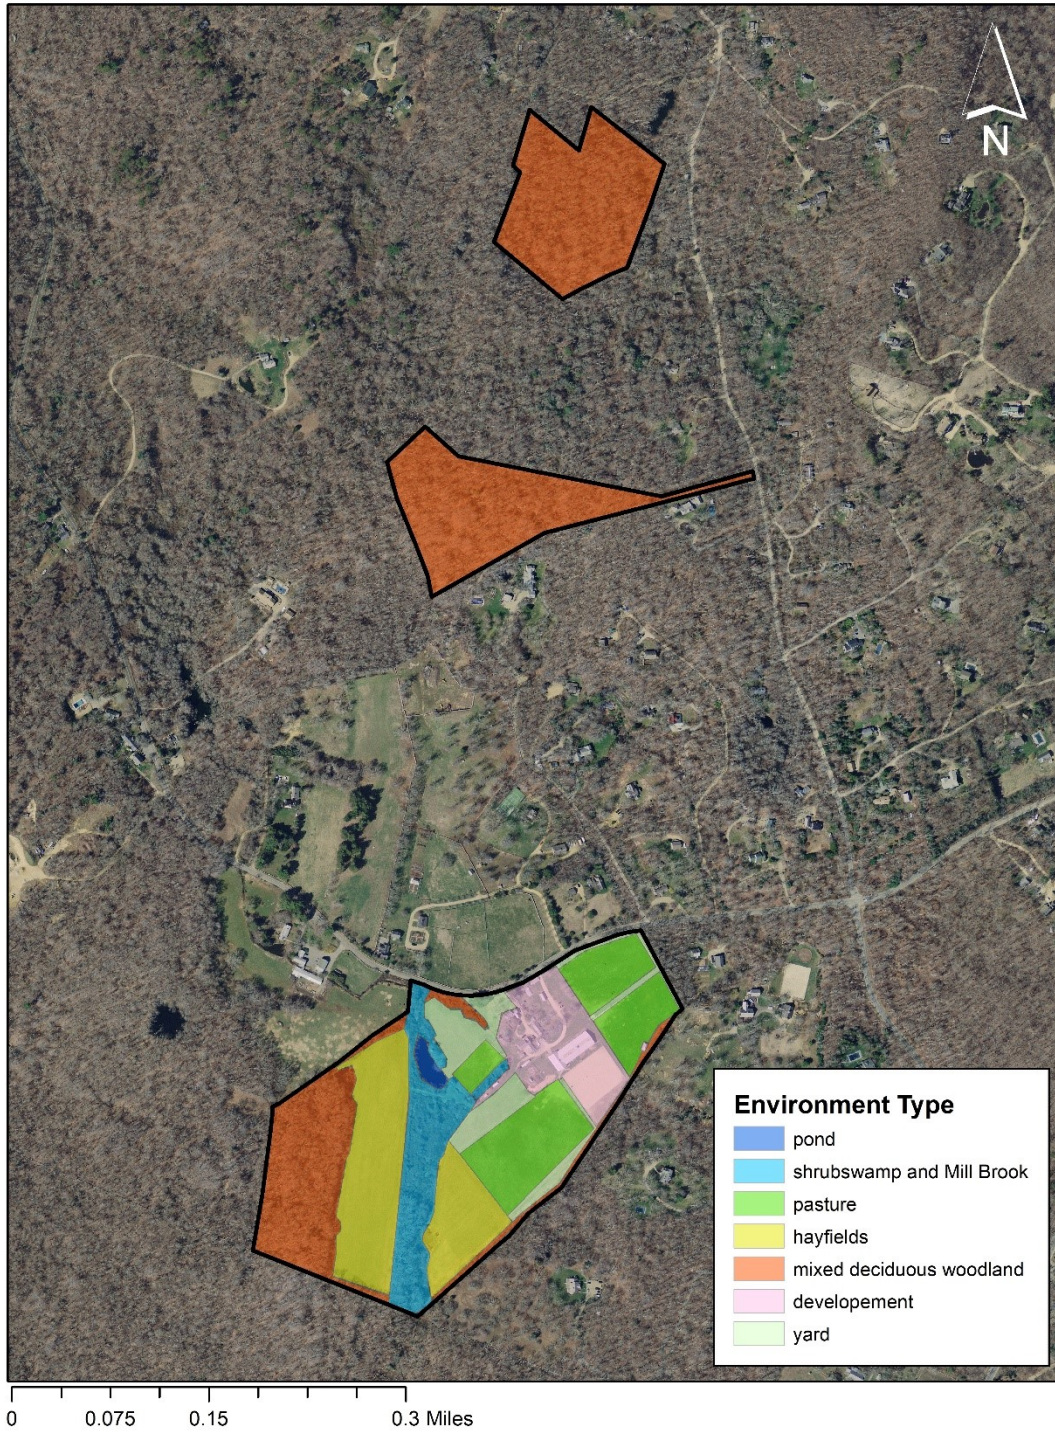 N
Environment Type
pond
shrubswamp and Mill Brook
pasture
hayfields
mixed deciduous woodland
developement
yard
0 0.075 0.15 0.3 Miles